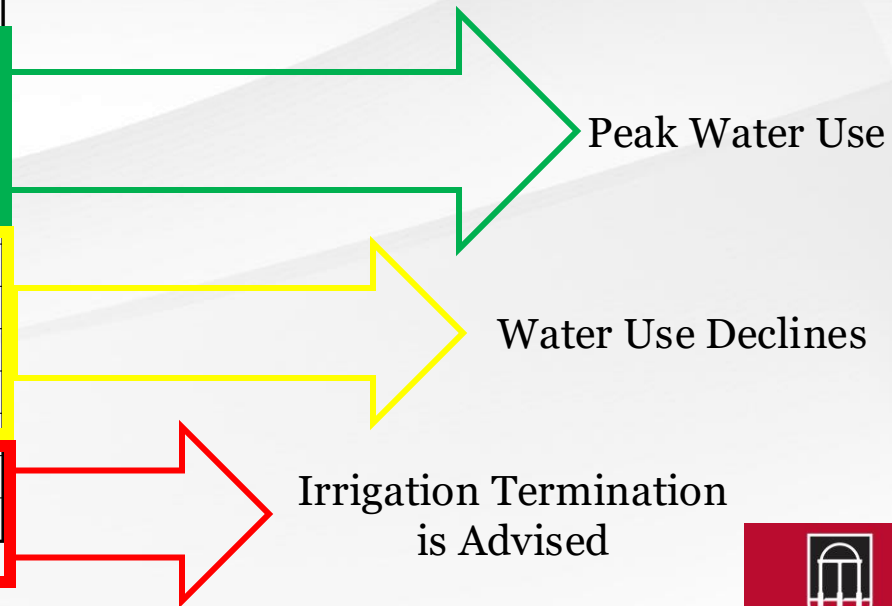 Peak Water Use
Water Use Declines
Irrigation Termination
is Advised